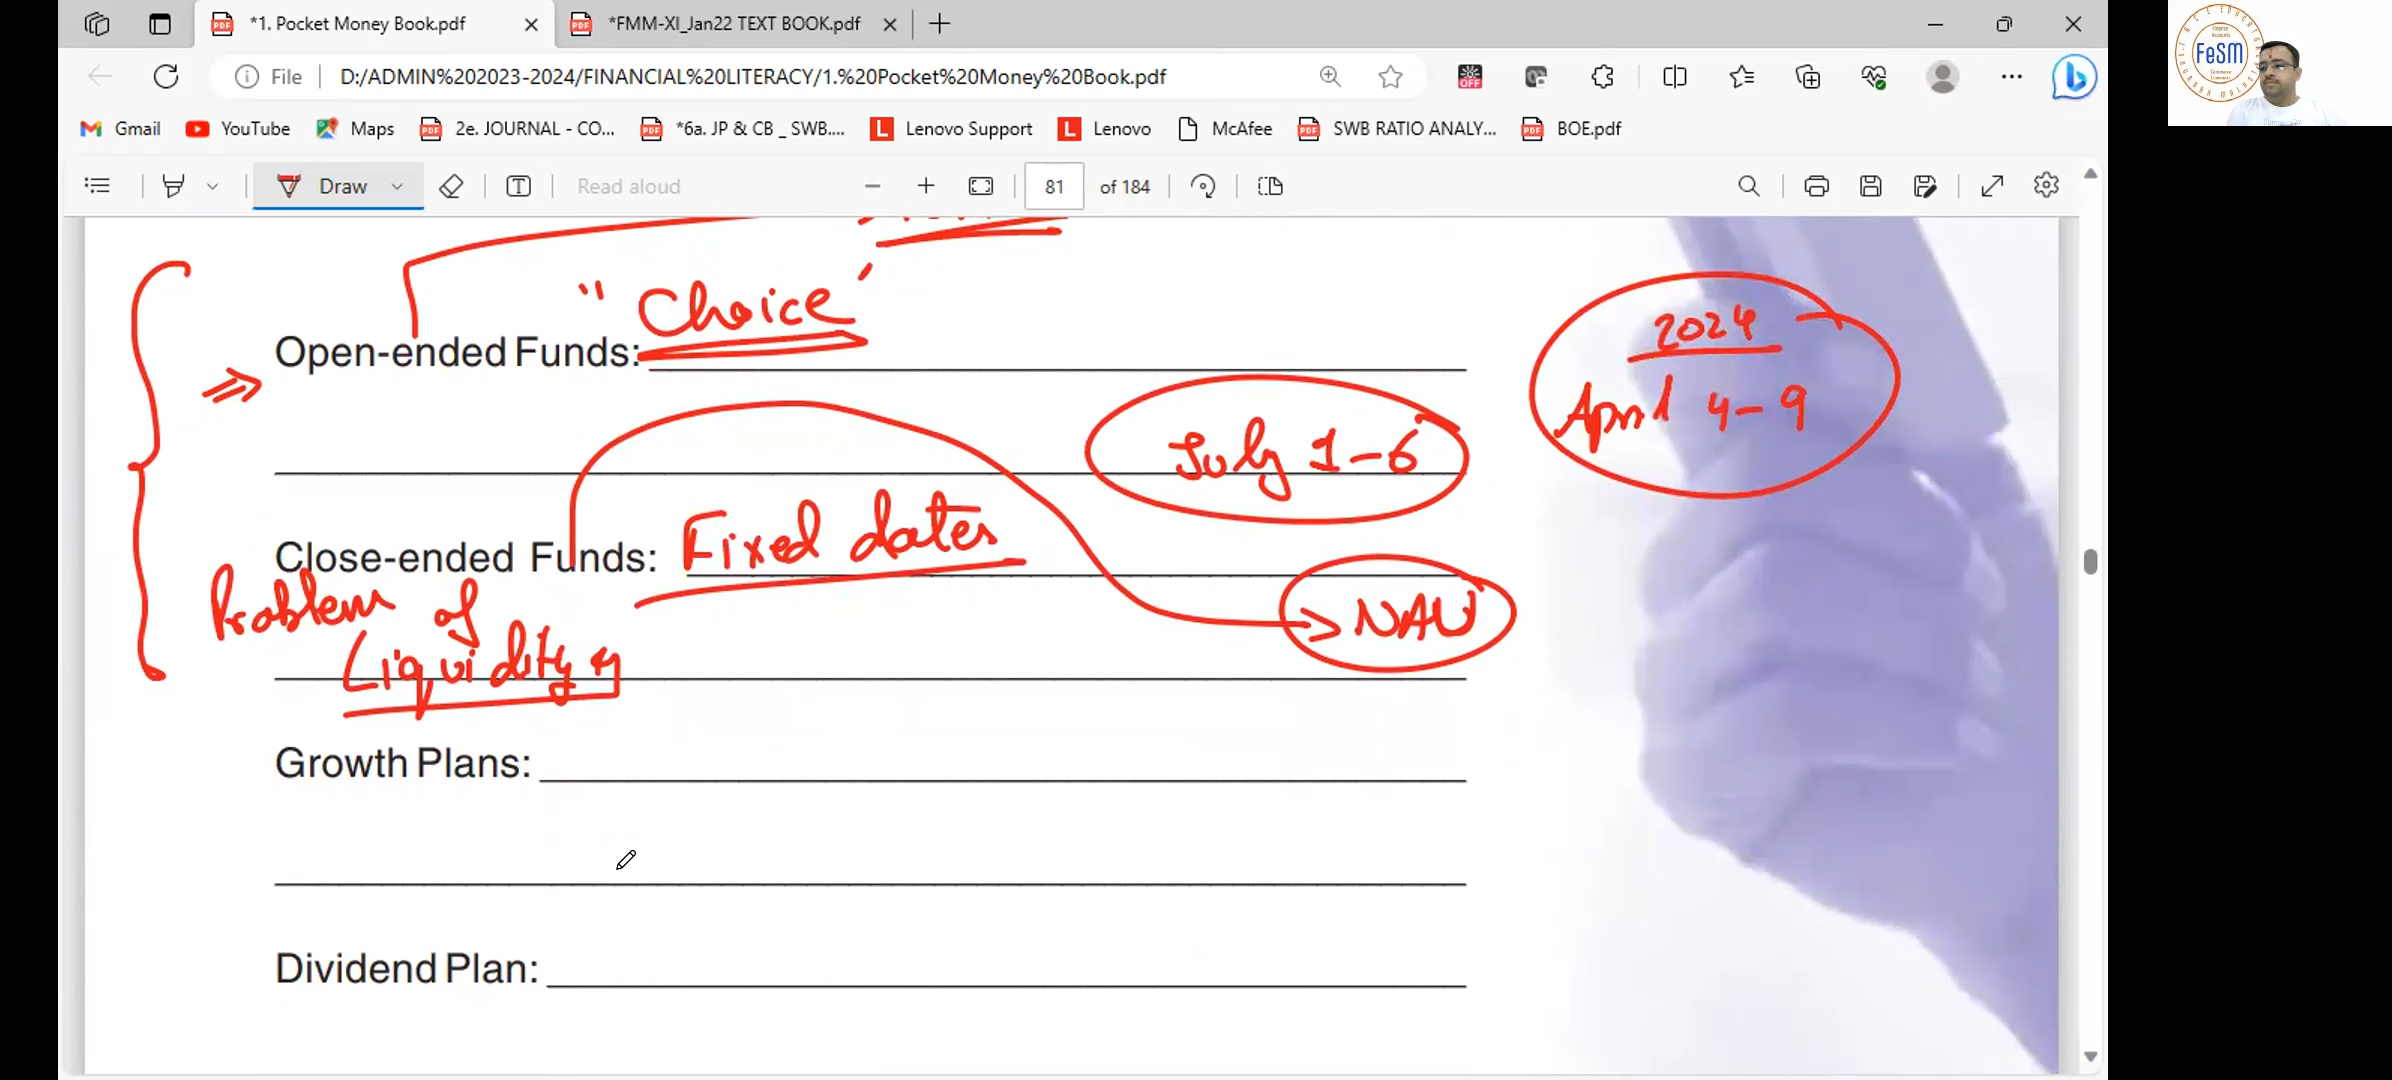 *1. Pocket Money Book.pdf
*FMM-XI_Jan22 TEXT BOOK.pdf
File
D:/ADMIN%202023-2024/FINANCIAL%20LITERACY/1.%20Pocket%20Money%20Book.pdf
OFF
Gmail
YouTube
Maps
2e. JOURNAL - CO...
*6a. JP & CB _ SWB....
Lenovo Support
Lenovo
McAfee
SWB RATIO ANALY...
BOE.pdf
Draw
Read aloud
81 of 184
FeSM
"Choice"
2024
April 4-9
Open-ended Funds:
July 1-6
Close-ended Funds: Fixed dates
Problem of
Liquidity
NAV
Growth Plans:
Dividend Plan: